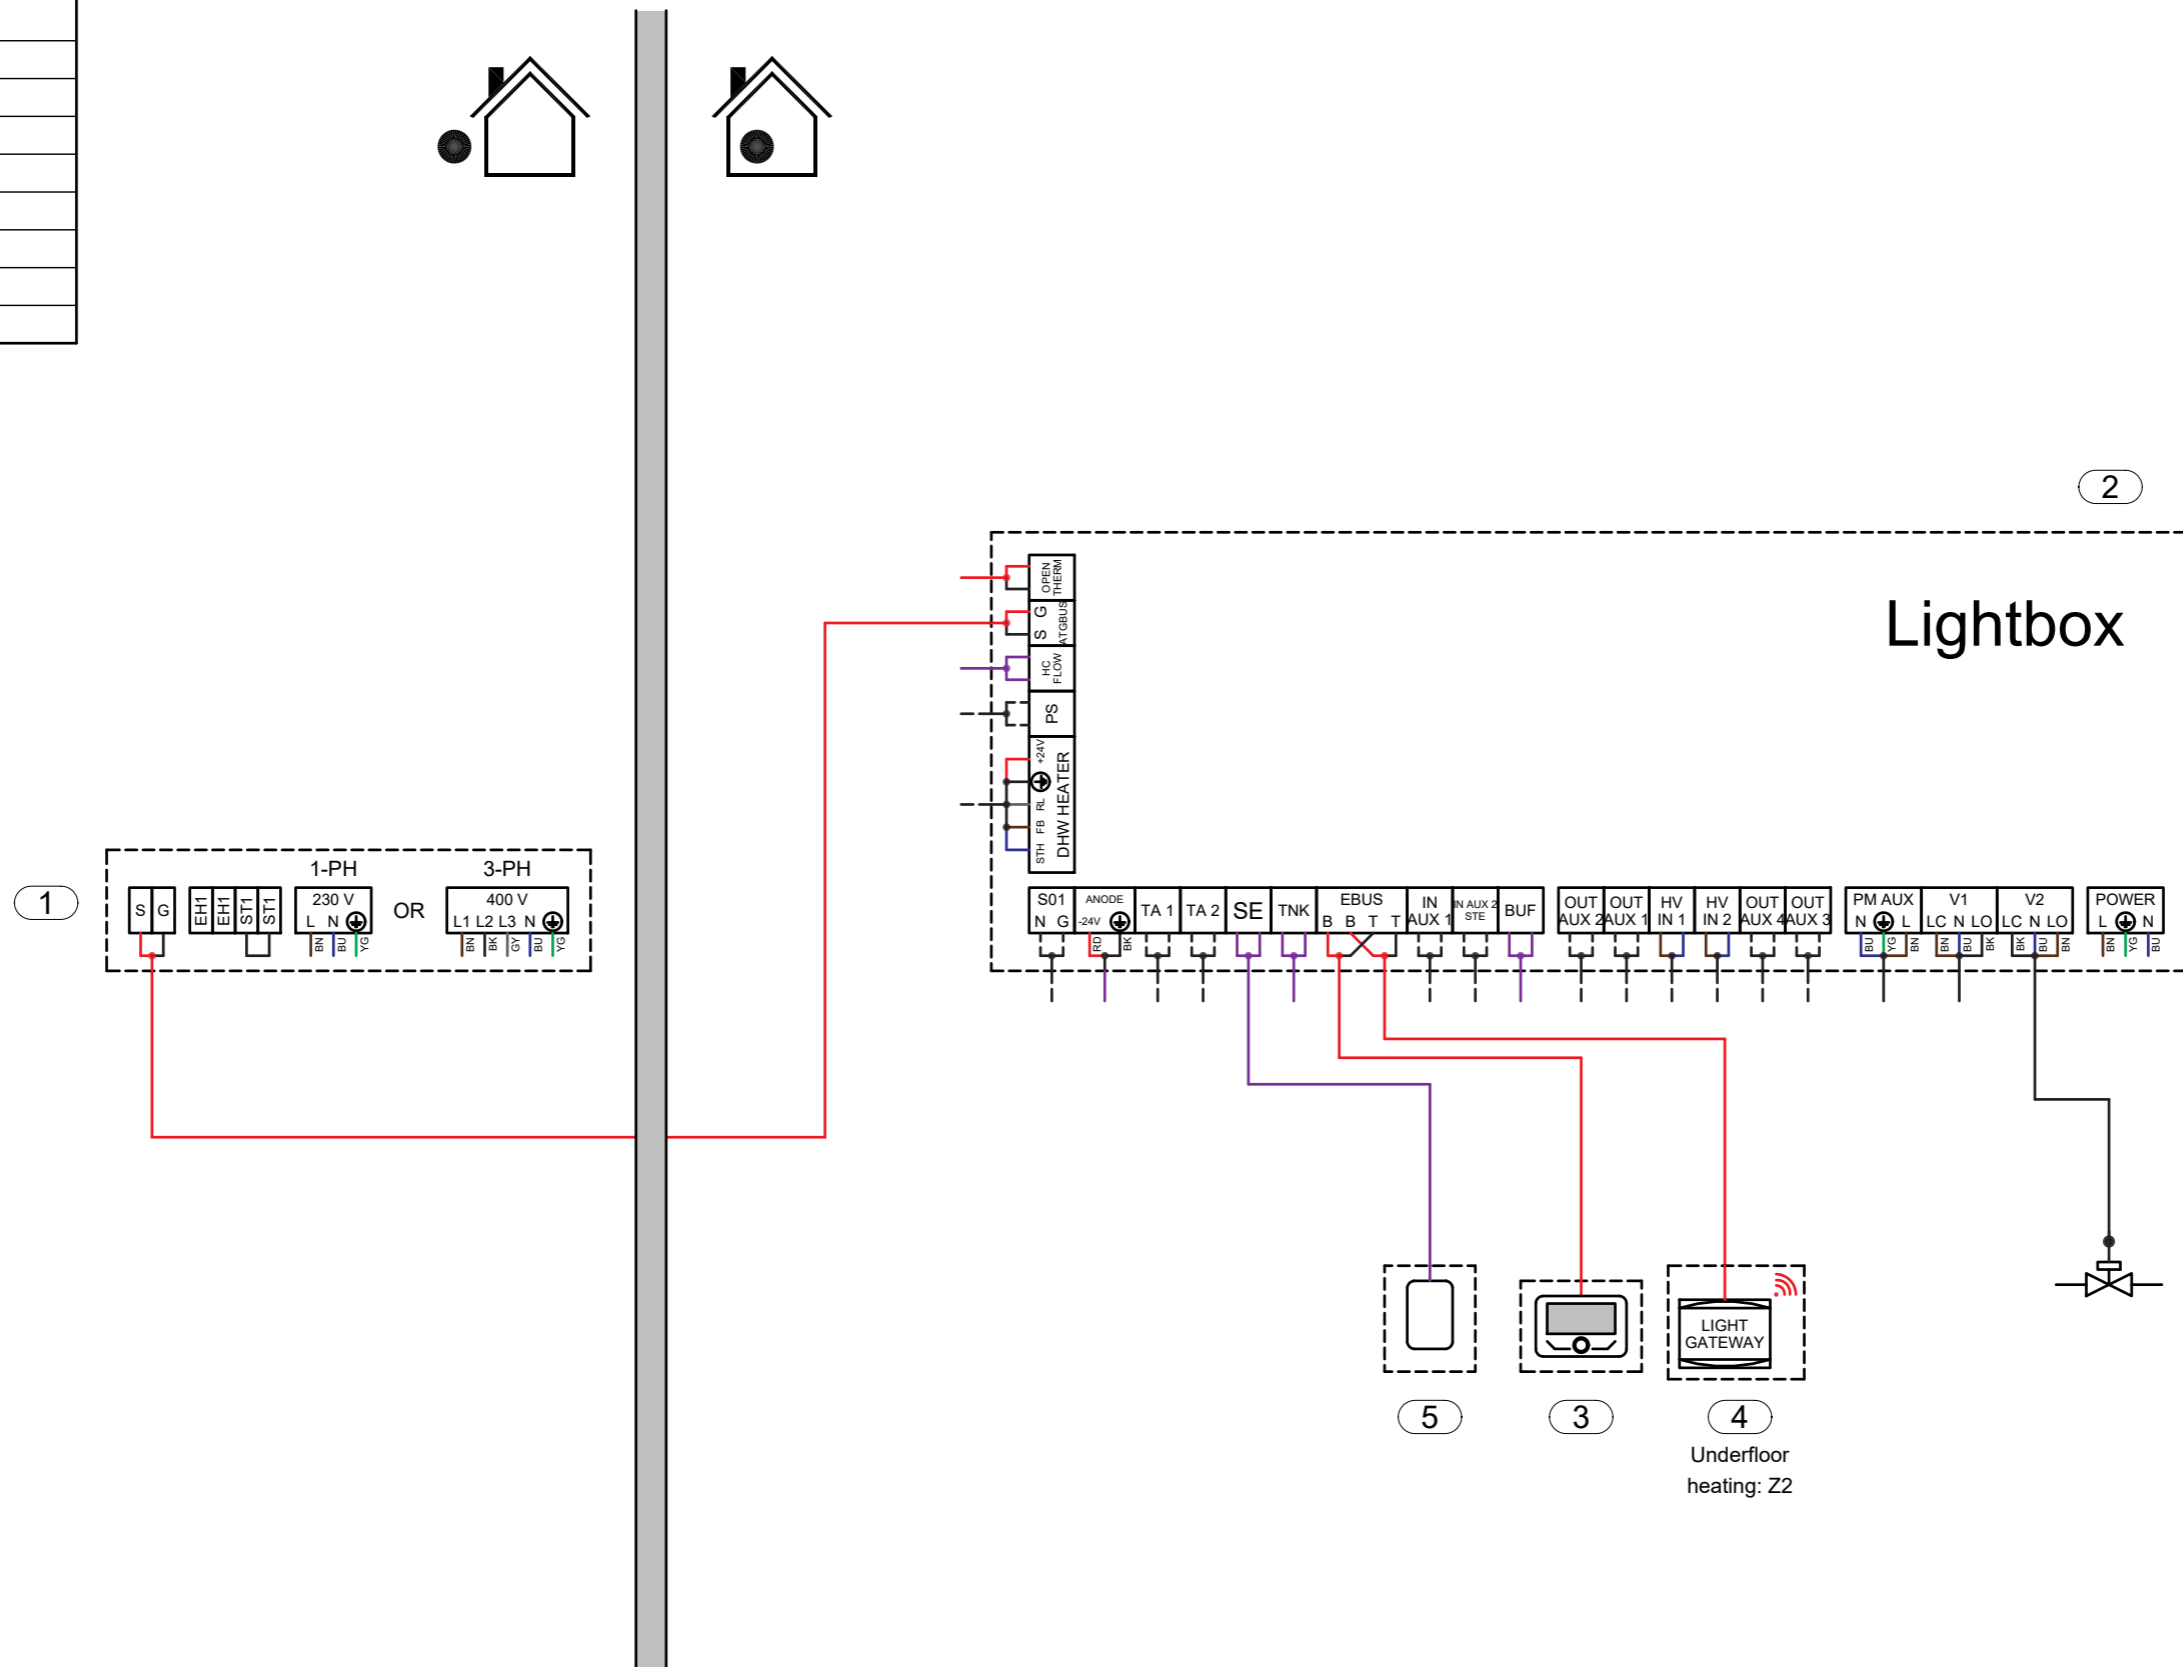 2
OPEN
THERM
S G
ATGBUS
HC
FLOW
PS
STH FB RL +24V
DHW HEATER
Lightbox
1
S G
EH1
EH1
ST1
ST1
1-PH
230 V
L N
BN BU YG
OR
3-PH
400 V
L1 L2 L3 N
BN BK GY BU YG
S01
N G
ANODE
-24V
RD BK
TA 1
TA 2
SE
TNK
EBUS
B B T T
IN
AUX 1
IN AUX 2
STE
BUF
OUT
AUX 2
OUT
AUX 1
HV
IN 1
HV
IN 2
OUT
AUX 4
OUT
AUX 3
PM AUX
N L
BU YG BN
V1
LC N LO
BN BU BK
V2
LC N LO
BK BU BN
POWER
L N
BN YG BU
LIGHT
GATEWAY
5
3
4
Underfloor
heating: Z2